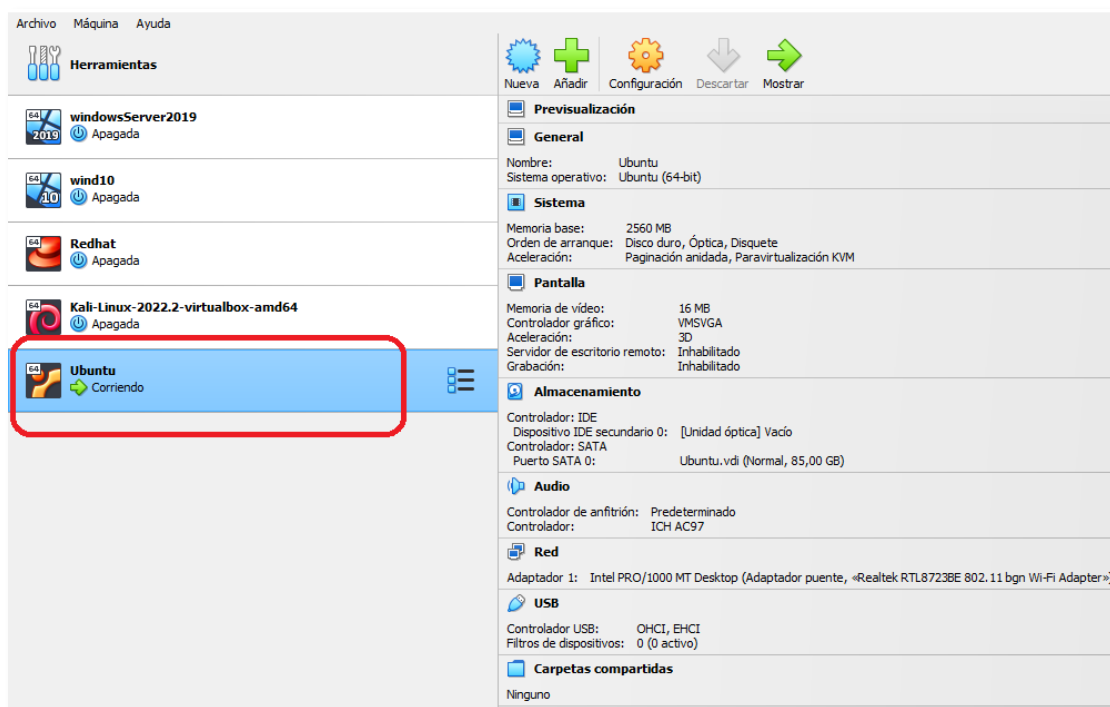 Archivo Máquina Ayuda
Herramientas
64 2019 windowsServer2019
Apagada
64 10 wind10
Apagada
64 Redhat
Apagada
64 Kali-Linux-2022.2-virtualbox-amd64
Apagada
64 Ubuntu
Corriendo
Nueva Añadir Configuración Descartar Mostrar
Previsualización
General
Nombre: Ubuntu
Sistema operativo: Ubuntu (64-bit)
Sistema
Memoria base: 2560 MB
Orden de arranque: Disco duro, Óptica, Disquete
Aceleración: Paginación anidada, Paravirtualización KVM
Pantalla
Memoria de vídeo: 16 MB
Controlador gráfico: VMSVGA
Aceleración: 3D
Servidor de escritorio remoto: Inhabilitado
Grabación: Inhabilitado
Almacenamiento
Controlador: IDE
Dispositivo IDE secundario 0: [Unidad óptica] Vacío
Controlador: SATA
Puerto SATA 0: Ubuntu.vdi (Normal, 85,00 GB)
Audio
Controlador de anfitrión: Predeterminado
Controlador: ICH AC97
Red
Adaptador 1: Intel PRO/1000 MT Desktop (Adaptador puente, «Realtek RTL8723BE 802.11 bgn Wi-Fi Adapter»)
USB
Controlador USB: OHCI, EHCI
Filtros de dispositivos: 0 (0 activo)
Carpetas compartidas
Ninguno